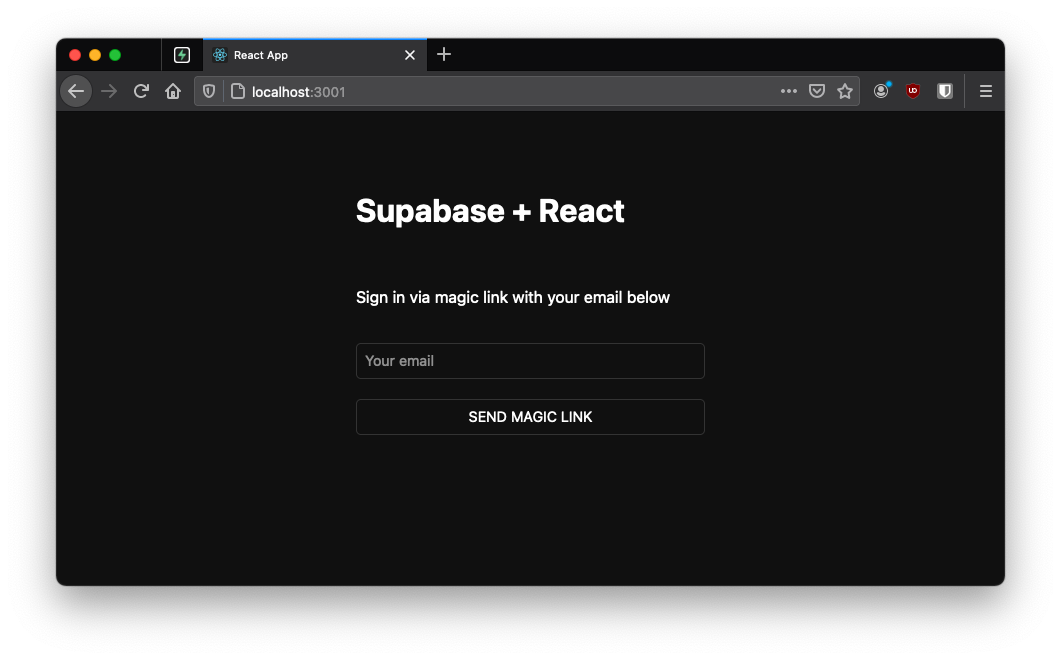 React App
localhost:3001
Supabase + React
Sign in via magic link with your email below
Your email
SEND MAGIC LINK